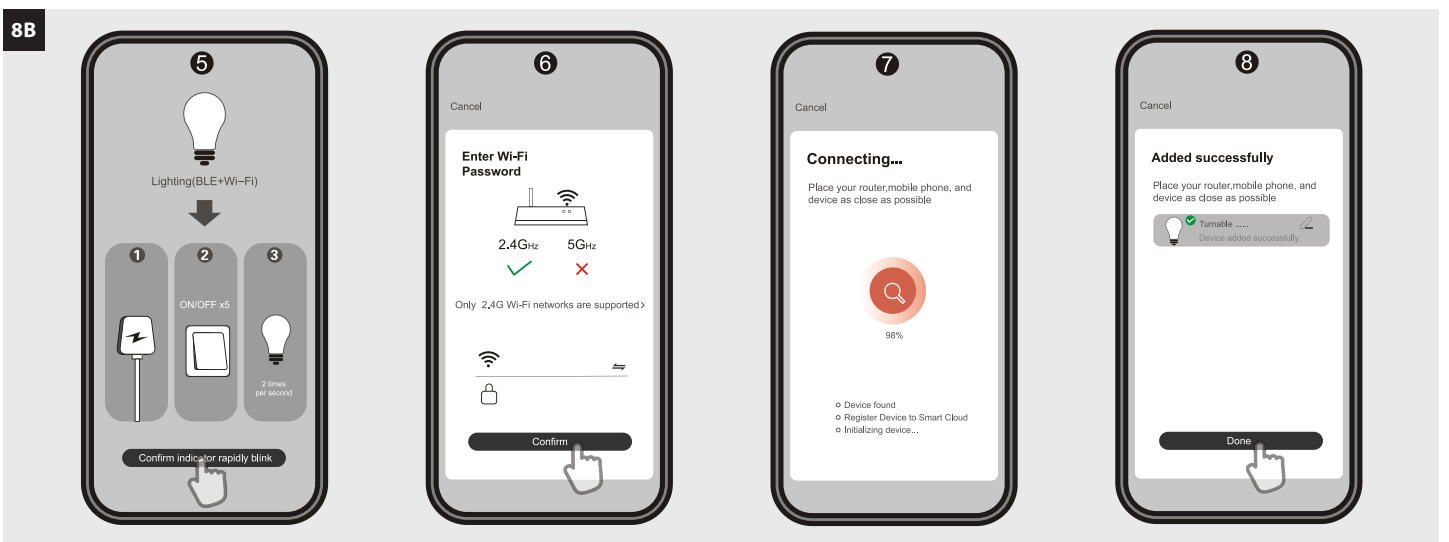 8B
5
Lighting(BLE+Wi–Fi)
1
2
3
ON/OFF x5
2 times
per second
Confirm indicator rapidly blink
6
Cancel
Enter Wi-Fi
Password
2.4GHz
5GHz
Only 2.4G Wi-Fi networks are supported>
Confirm
7
Cancel
Connecting...
Place your router,mobile phone, and
device as close as possible
98%
Device found
Register Device to Smart Cloud
Initializing device...
8
Cancel
Added successfully
Place your router,mobile phone, and
device as close as possible
Turnable ......
Device added successfully
Done